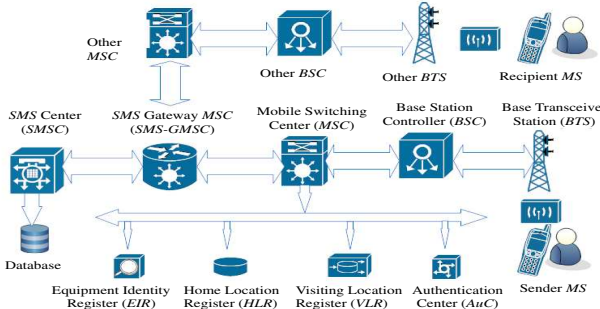 Other
MSC
Other BSC
Other BTS
Recipient MS
SMS Center
(SMSC)
SMS Gateway MSC
(SMS-GMSC)
Mobile Switching
Center (MSC)
Base Station
Controller (BSC)
Base Transceive
Station (BTS)
Database
Equipment Identity
Register (EIR)
Home Location
Register (HLR)
Visiting Location
Register (VLR)
Authentication
Center (AuC)
Sender MS